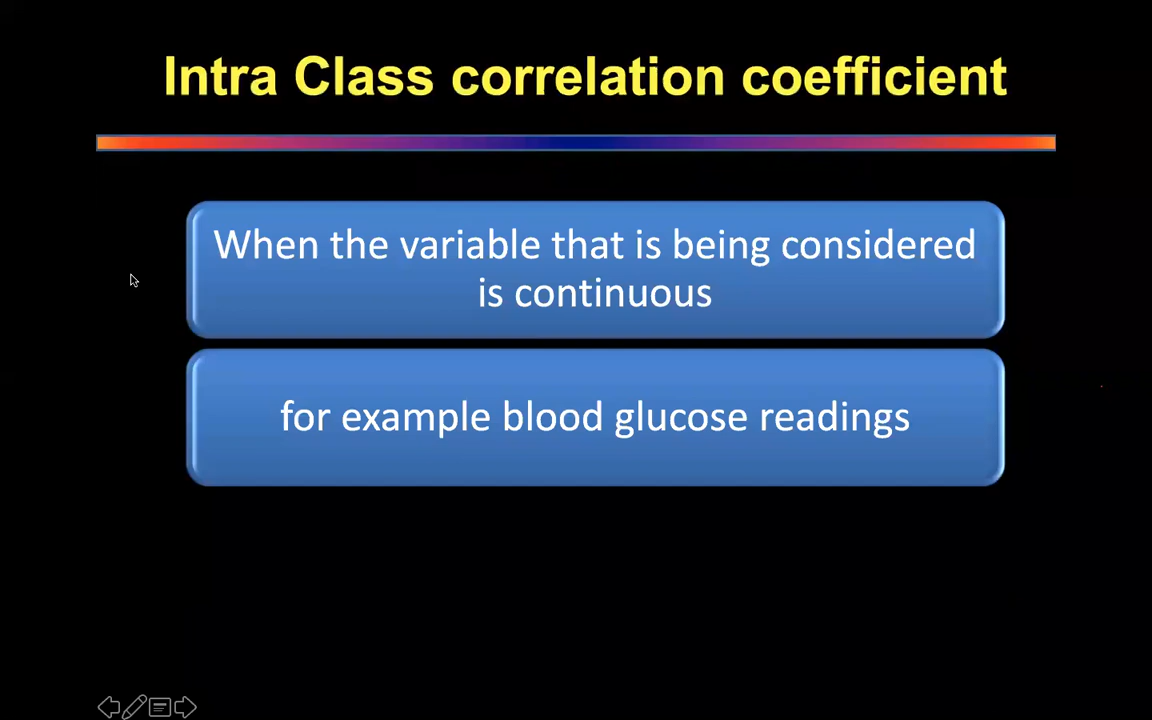 Intra Class correlation coefficient
When the variable that is being considered
is continuous
for example blood glucose readings